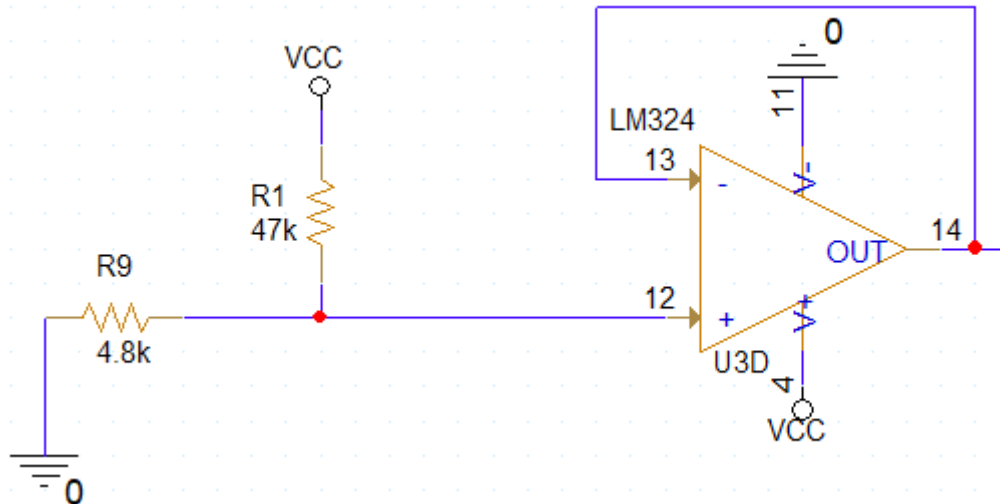 0
VCC
11
LM324
13
-
V-
R1
47k
14
OUT
R9
12
4.8k
+
V+
U3D
4
VCC
0